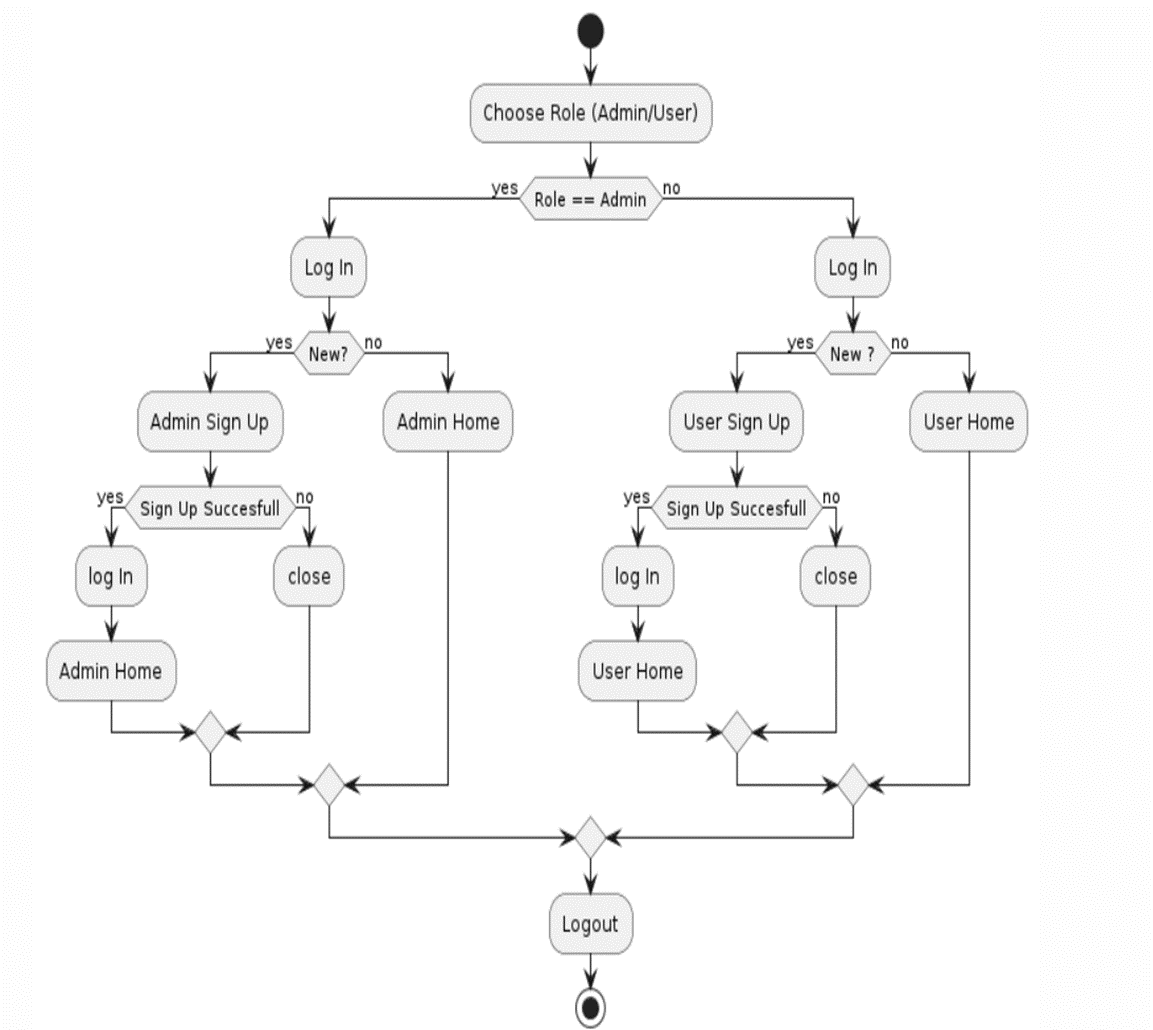 Choose Role (Admin/User)
yes
Role == Admin
no
Log In
Log In
yes
New?
no
yes
New ?
no
Admin Sign Up
Admin Home
User Sign Up
User Home
yes
Sign Up Succesfull
no
yes
Sign Up Succesfull
no
log In
close
log In
close
Admin Home
User Home
Logout